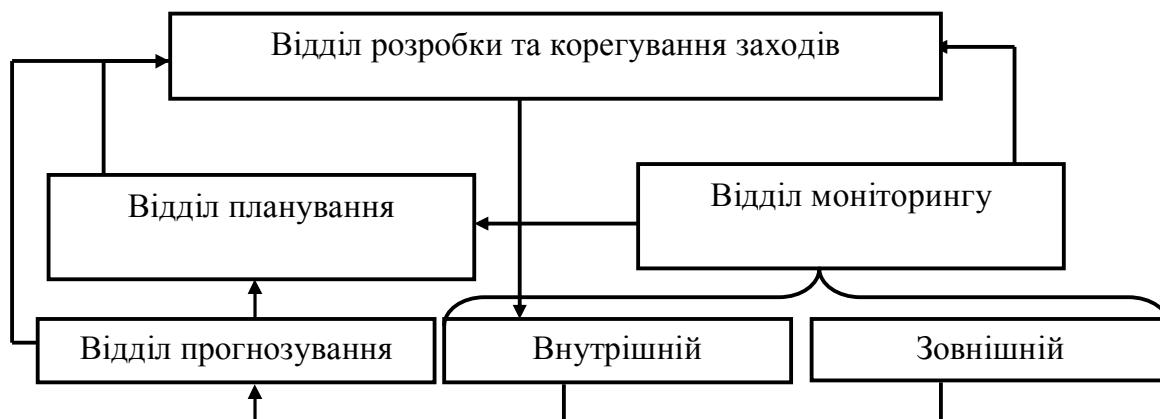 Відділ розробки та корегування заходів
Відділ планування
Відділ моніторингу
Відділ прогнозування
Внутрішній
Зовнішній